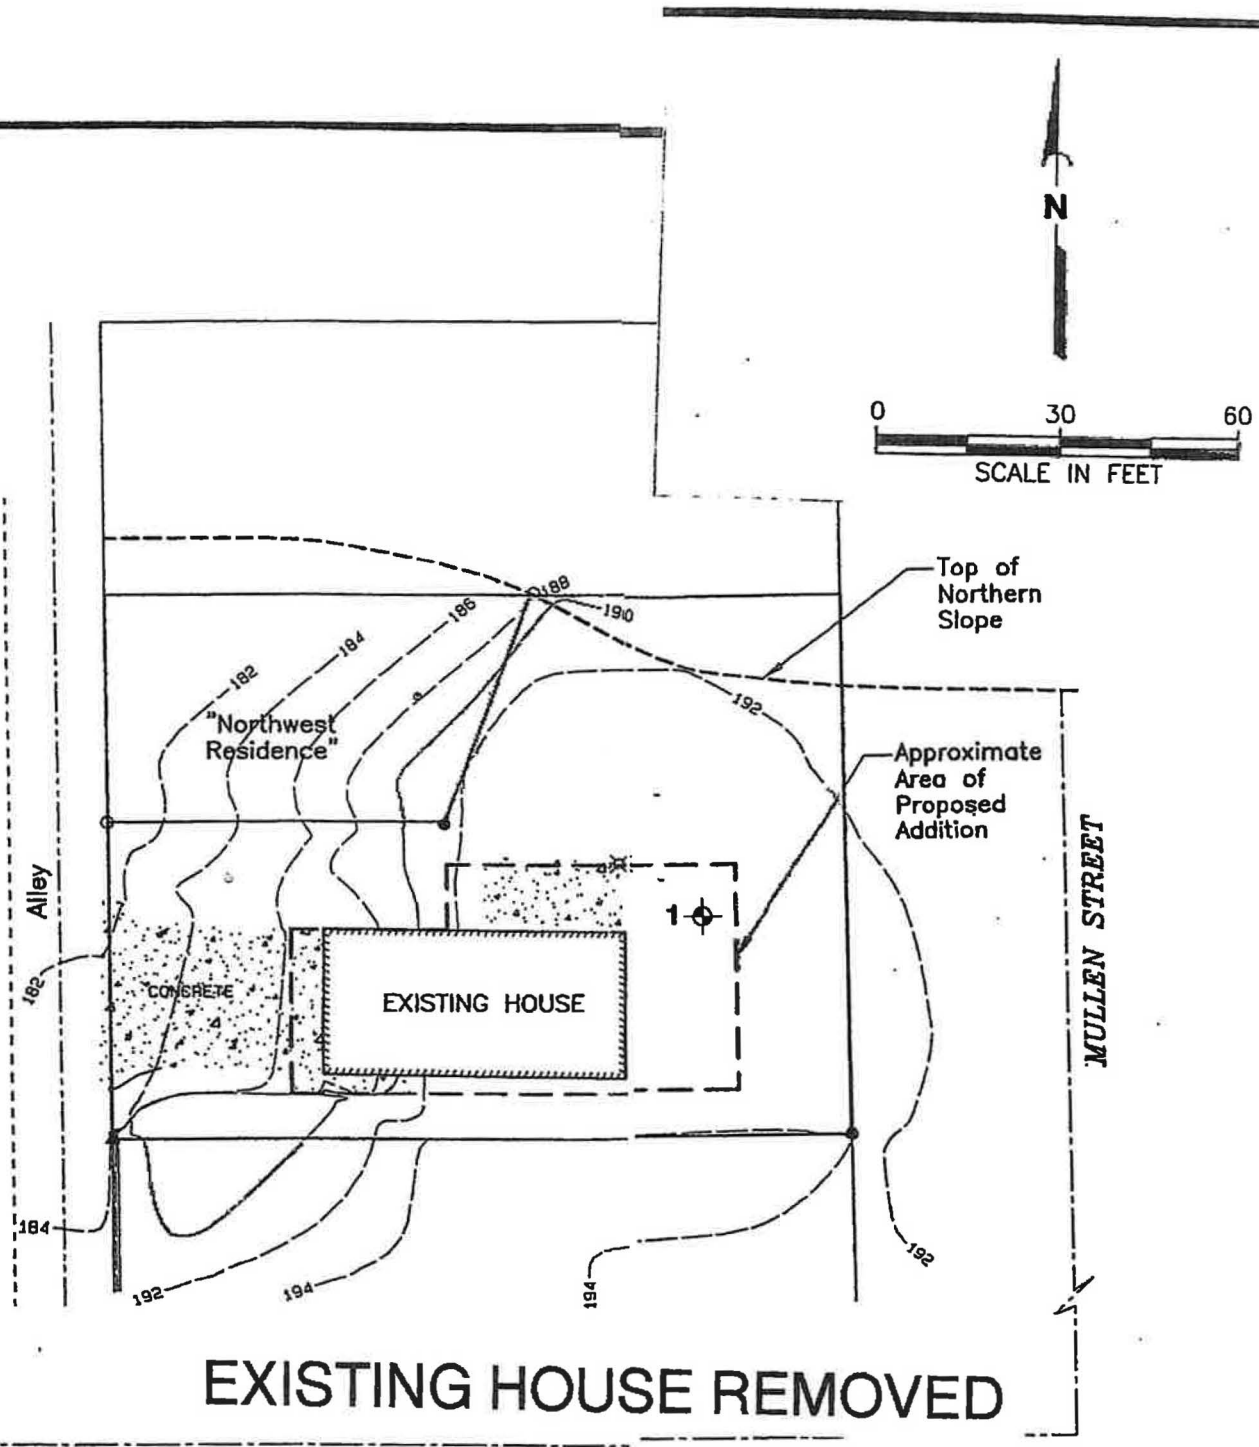 N
0 30 60
SCALE IN FEET
Top of
Northern
Slope
188
190
186
184
182
"Northwest
Residence"
192
Approximate
Area of
Proposed
Addition
MULLEN STREET
Alley
1
182
CONCRETE
EXISTING HOUSE
184
192
194
194
192
EXISTING HOUSE REMOVED